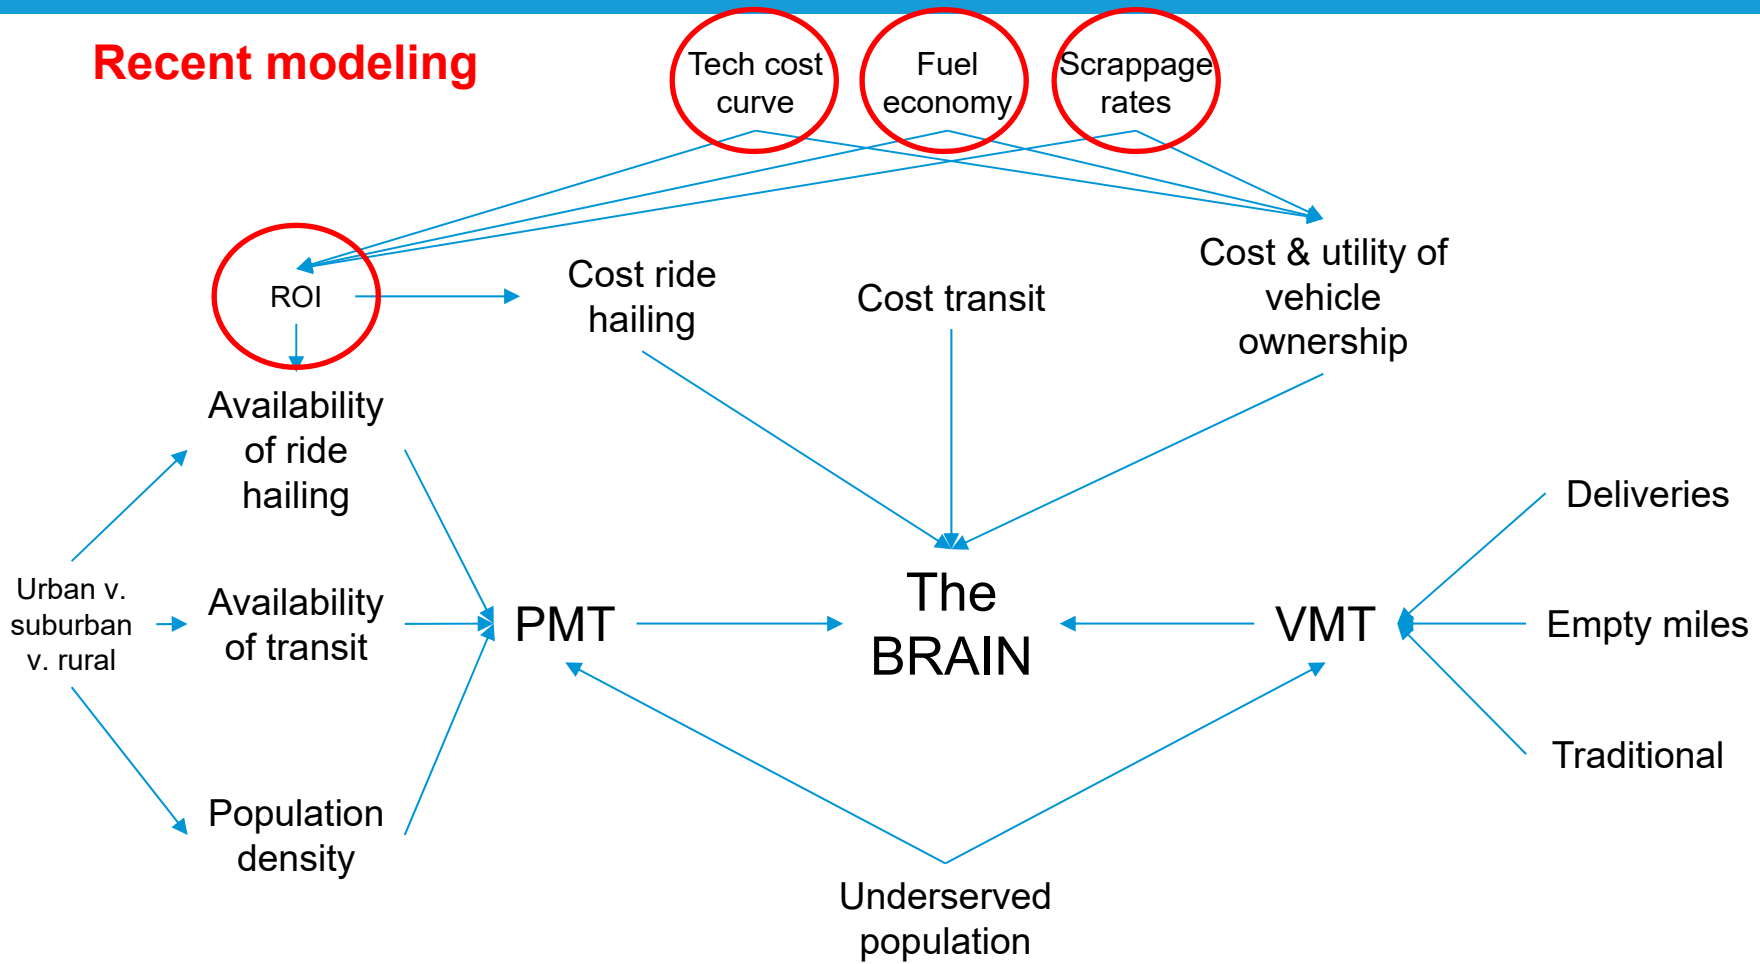 Recent modeling
Tech cost
curve
Fuel
economy
Scrappage
rates
ROI
Cost ride
hailing
Cost transit
Cost & utility of
vehicle
ownership
Availability
of ride
hailing
Urban v.
suburban
v. rural
Availability
of transit
Population
density
PMT
The
BRAIN
VMT
Deliveries
Empty miles
Traditional
Underserved
population